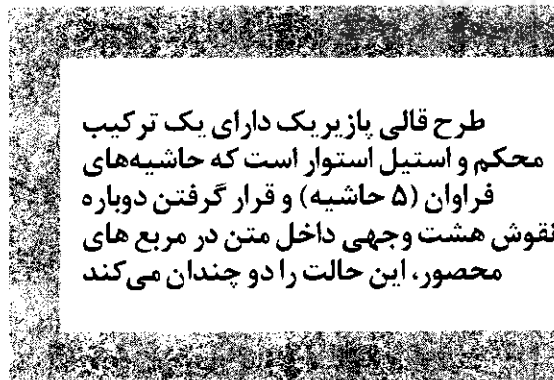 طرح قالی پازیریک دارای یک ترکیب
محکم و استیل استوار است که حاشیه‌های
فراوان (۵ حاشیه) و قرار گرفتن دوباره
نقوش هشت وجهی داخل متن در مربع های
محصور، این حالت را دو چندان می‌کند